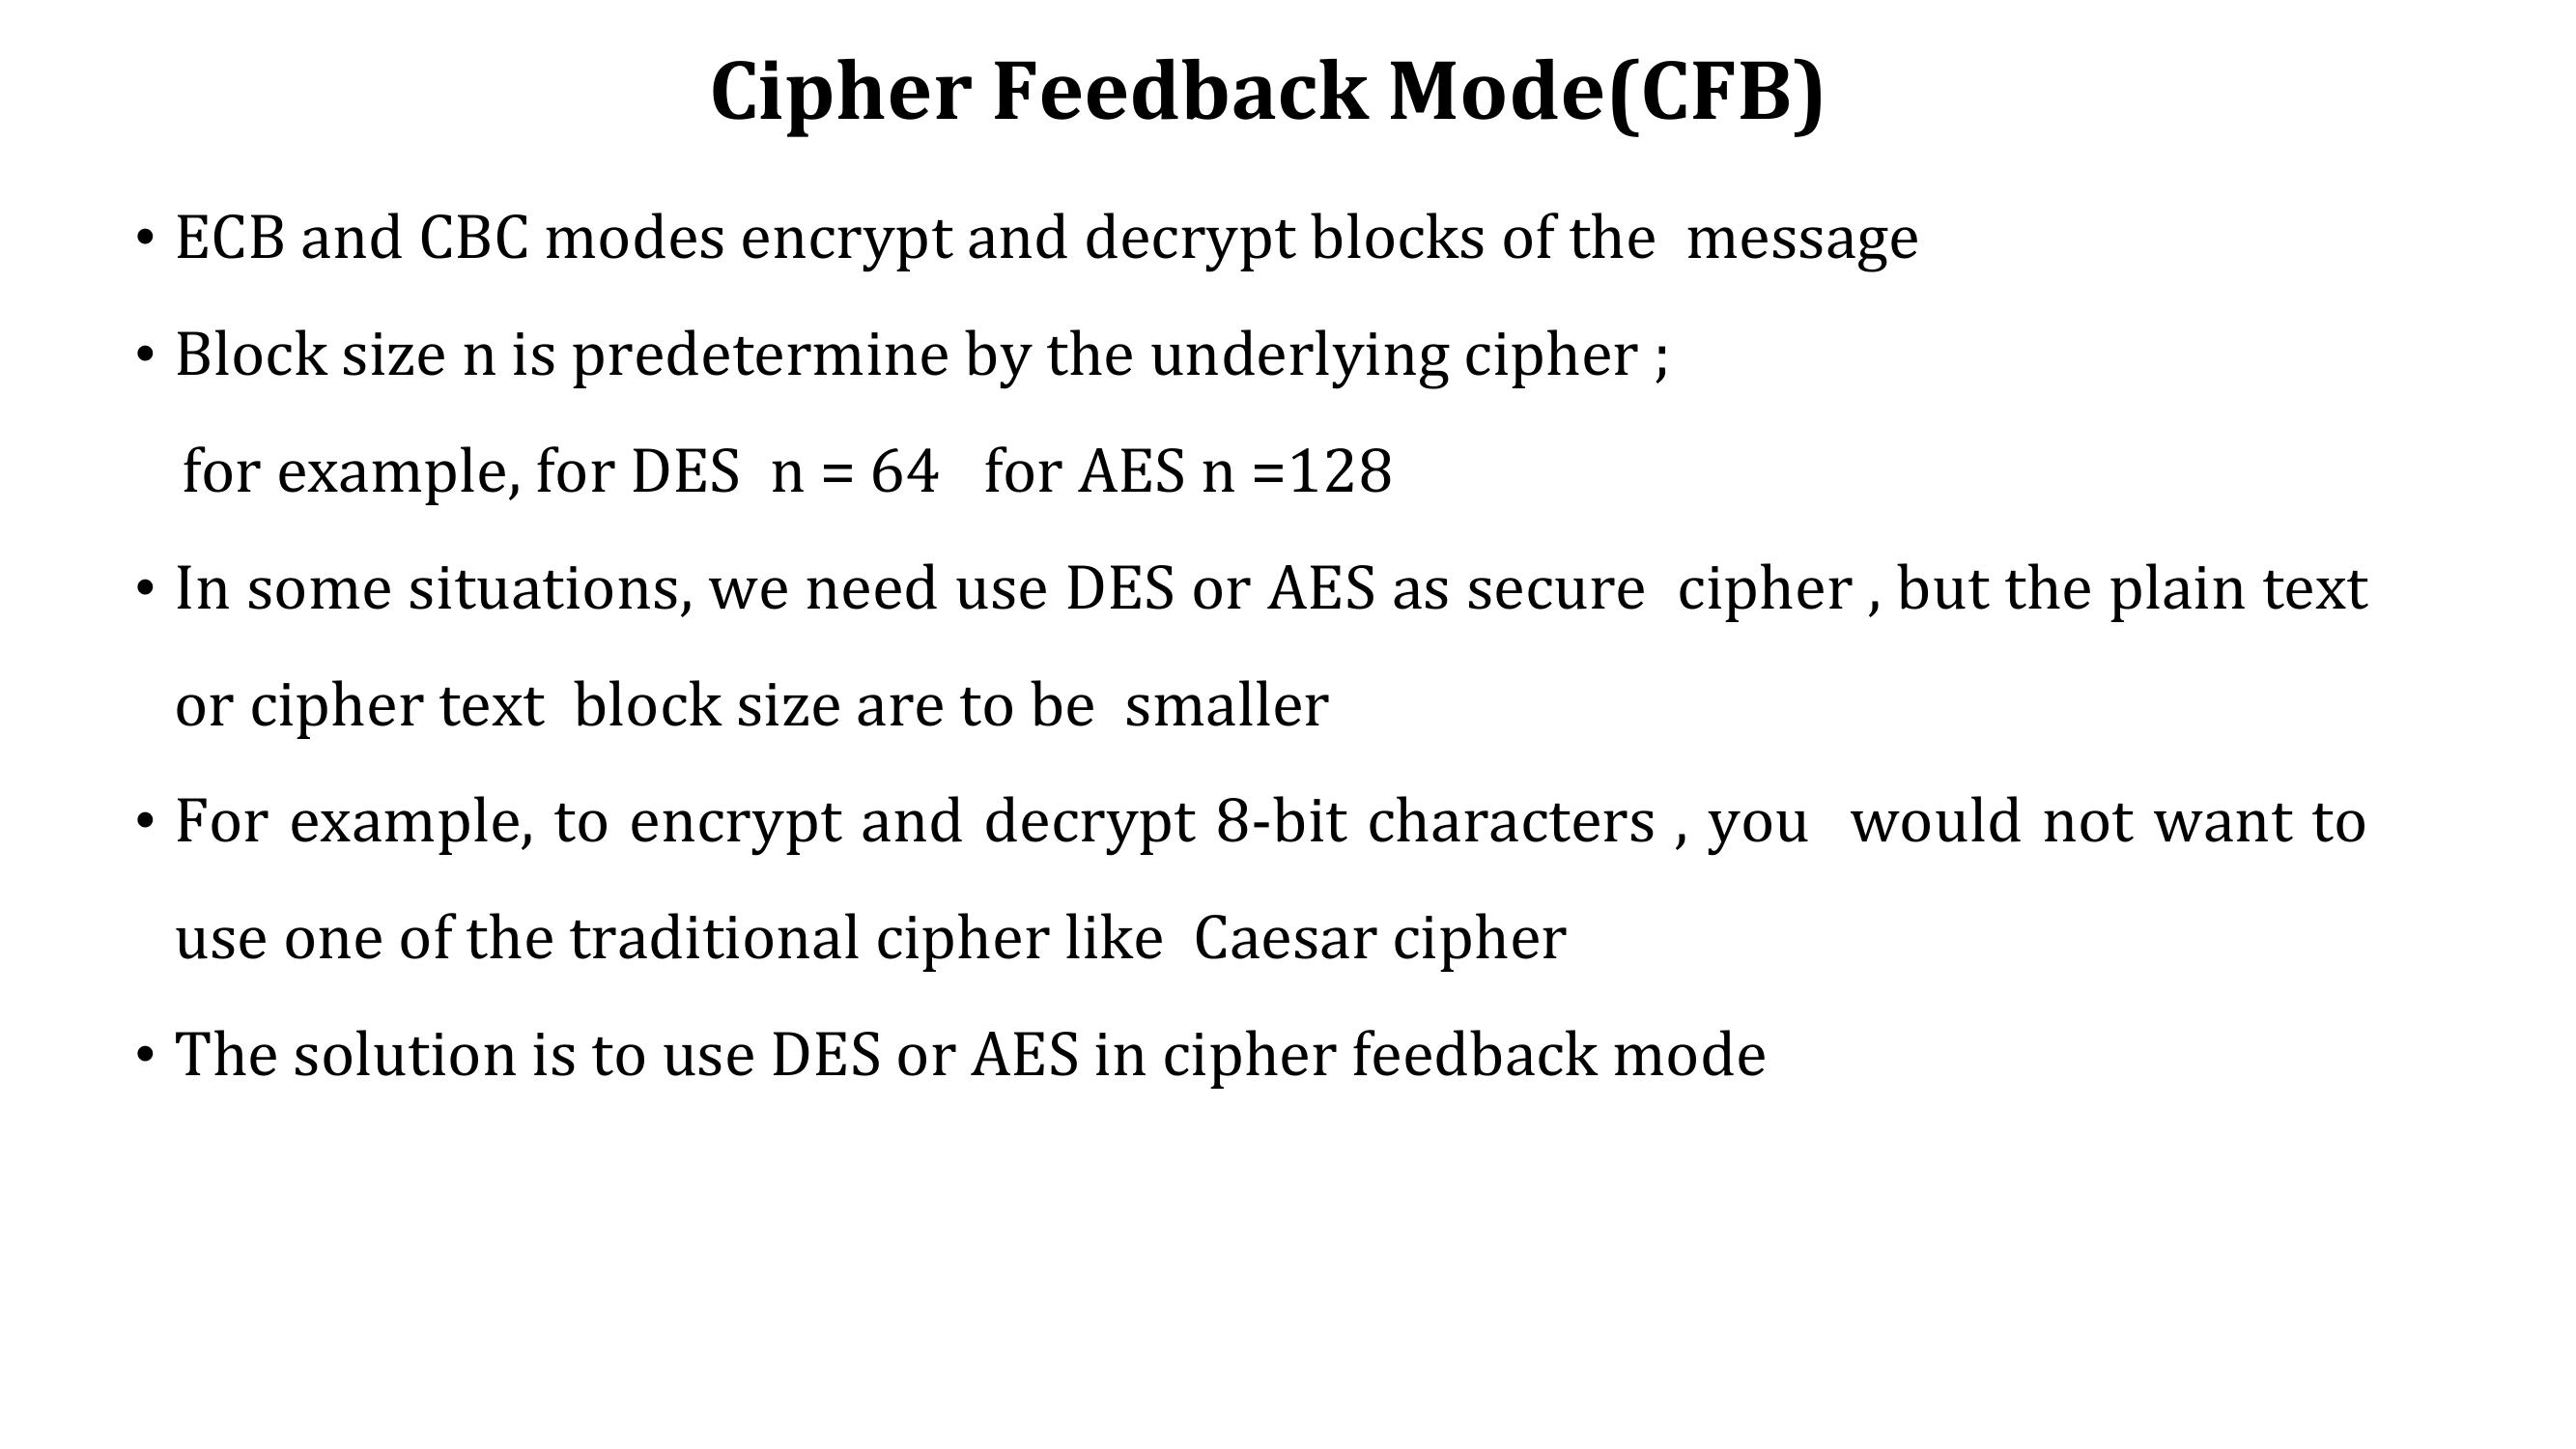 Cipher Feedback Mode(CFB)
• ECB and CBC modes encrypt and decrypt blocks of the  message
• Block size n is predetermine by the underlying cipher ;
for example, for DES  n = 64   for AES n =128
• In some situations, we need use DES or AES as secure  cipher , but the plain text
or cipher text  block size are to be  smaller
• For example, to encrypt and decrypt 8-bit characters , you  would not want to
use one of the traditional cipher like  Caesar cipher
• The solution is to use DES or AES in cipher feedback mode